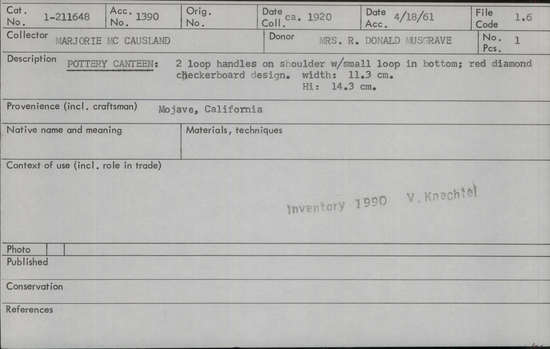 Cat. No. 1-211648 Acc. No. 1390 Orig. No. Date Coll. ca. 1920 Date Acc. 4/18/61 File Code 1.6
Collector MARJORIE MC CAUSLAND Donor MRS. R. DONALD MUSGRAVE No. Pcs. 1
Description POTTERY CANTEEN: 2 loop handles on shoulder w/small loop in bottom; red diamond
checkerboard design. width: 11.3 cm.
Hi: 14.3 cm.
Provenience (incl. craftsman) Mojave, California
Native name and meaning Materials, techniques
Context of use (incl. role in trade)
Inventory 1990 V. Knechtel
Photo
Published
Conservation
References